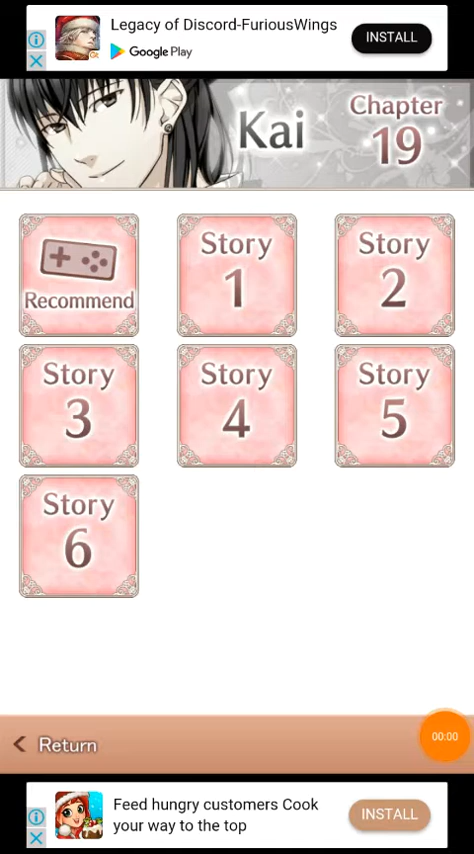 Legacy of Discord-FuriousWings
Google Play
INSTALL
Kai
Chapter
19
Recommend
Story
1
Story
2
Story
3
Story
4
Story
5
Story
6
Return
00:00
Feed hungry customers Cook
your way to the top
INSTALL